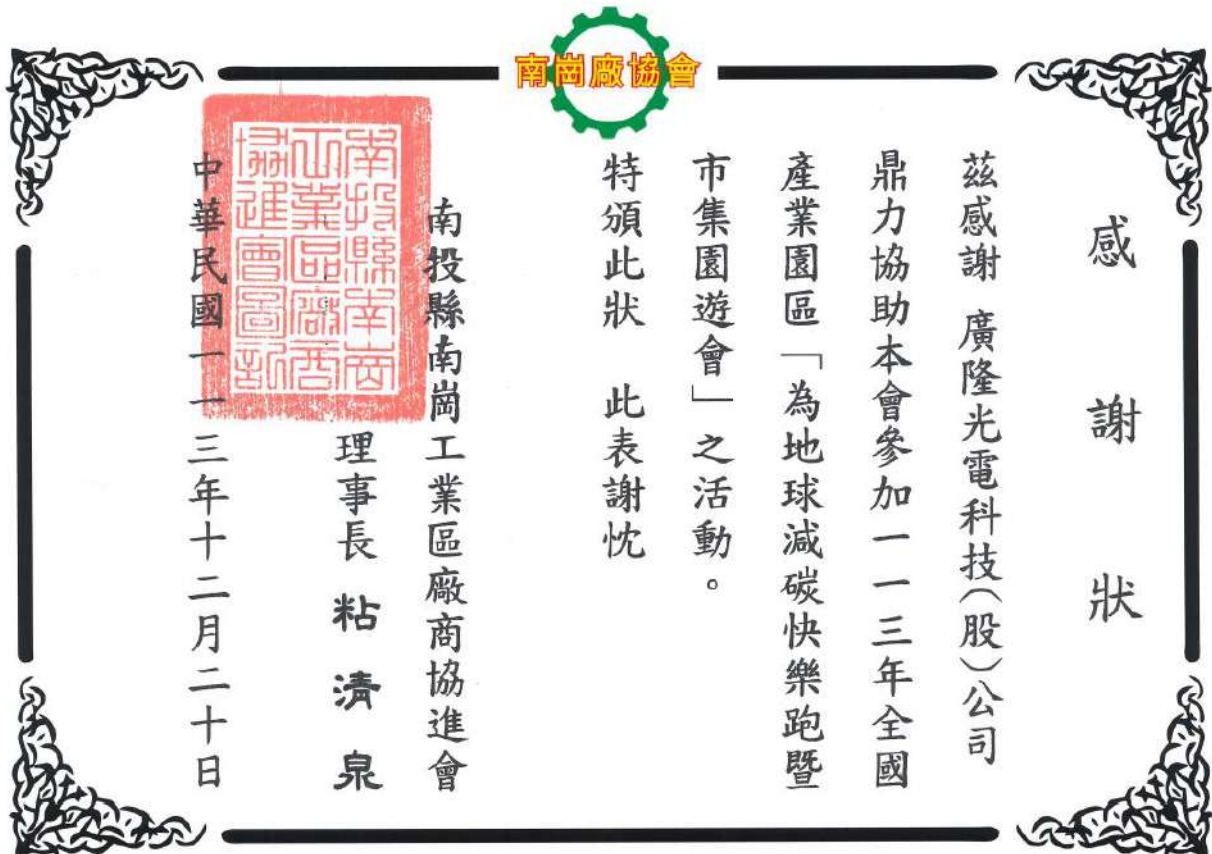 南崗廠協會
感謝狀
茲感謝 廣隆光電科技(股)公司
鼎力協助本會參加一一三年全國
產業園區「為地球減碳快樂跑暨
市集園遊會」之活動。
特頒此狀 此表謝忱
南投縣南崗工業區廠商協進會
理事長 粘清泉
南投縣南崗
工業區廠商
協進會圖記
中華民國一一三年十二月二十日